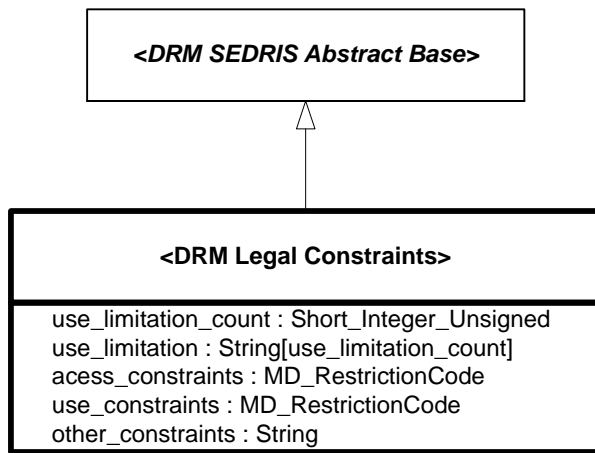 <DRM SEDRIS Abstract Base>
<DRM Legal Constraints>
use_limitation_count : Short_Integer_Unsigned
use_limitation : String[use_limitation_count]
acess_constraints : MD_RestrictionCode
use_constraints : MD_RestrictionCode
other_constraints : String